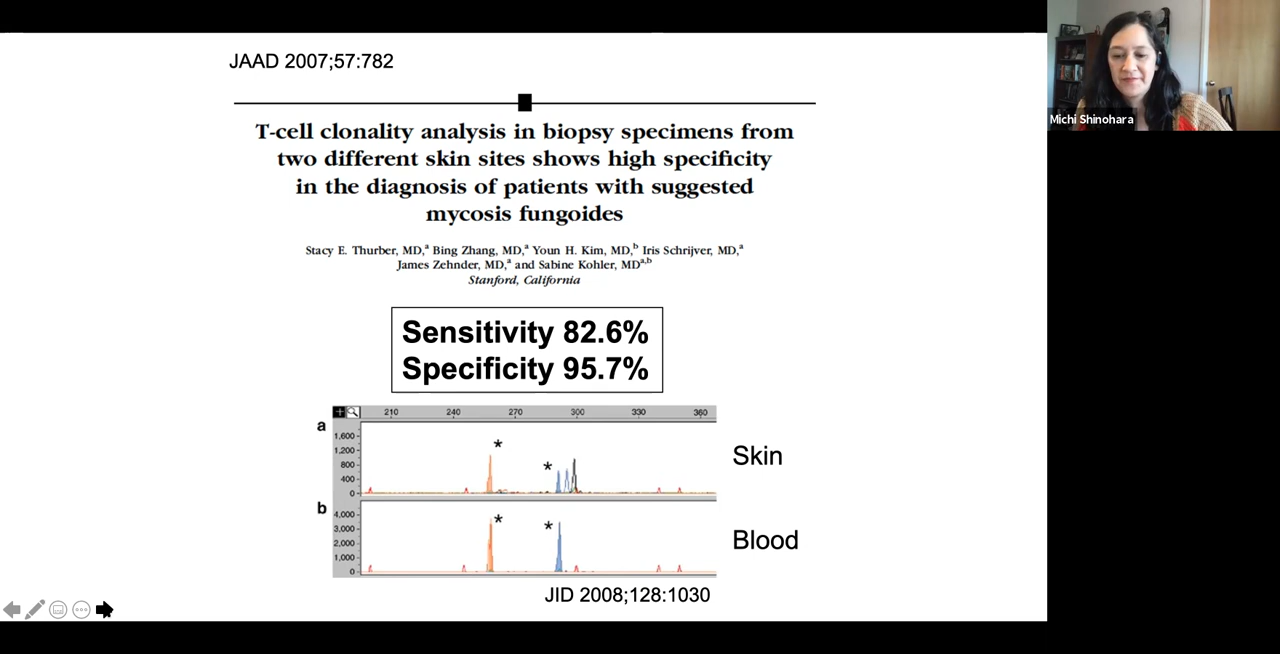 JAAD 2007;57:782
T-cell clonality analysis in biopsy specimens from
two different skin sites shows high specificity
in the diagnosis of patients with suggested
mycosis fungoides
Stacy E. Thurber, MD,a Bing Zhang, MD,a Youn H. Kim, MD,b Iris Schrijver, MD,a
James Zehnder, MD,a and Sabine Kohler, MDa,b
Stanford, California
Sensitivity 82.6%
Specificity 95.7%
210 240 270 300 330 360
a
1,600
1,200
800
400
0
* *
Skin
b
4,000
3,000
2,000
1,000
0
* *
Blood
JID 2008;128:1030
Michi Shinohara